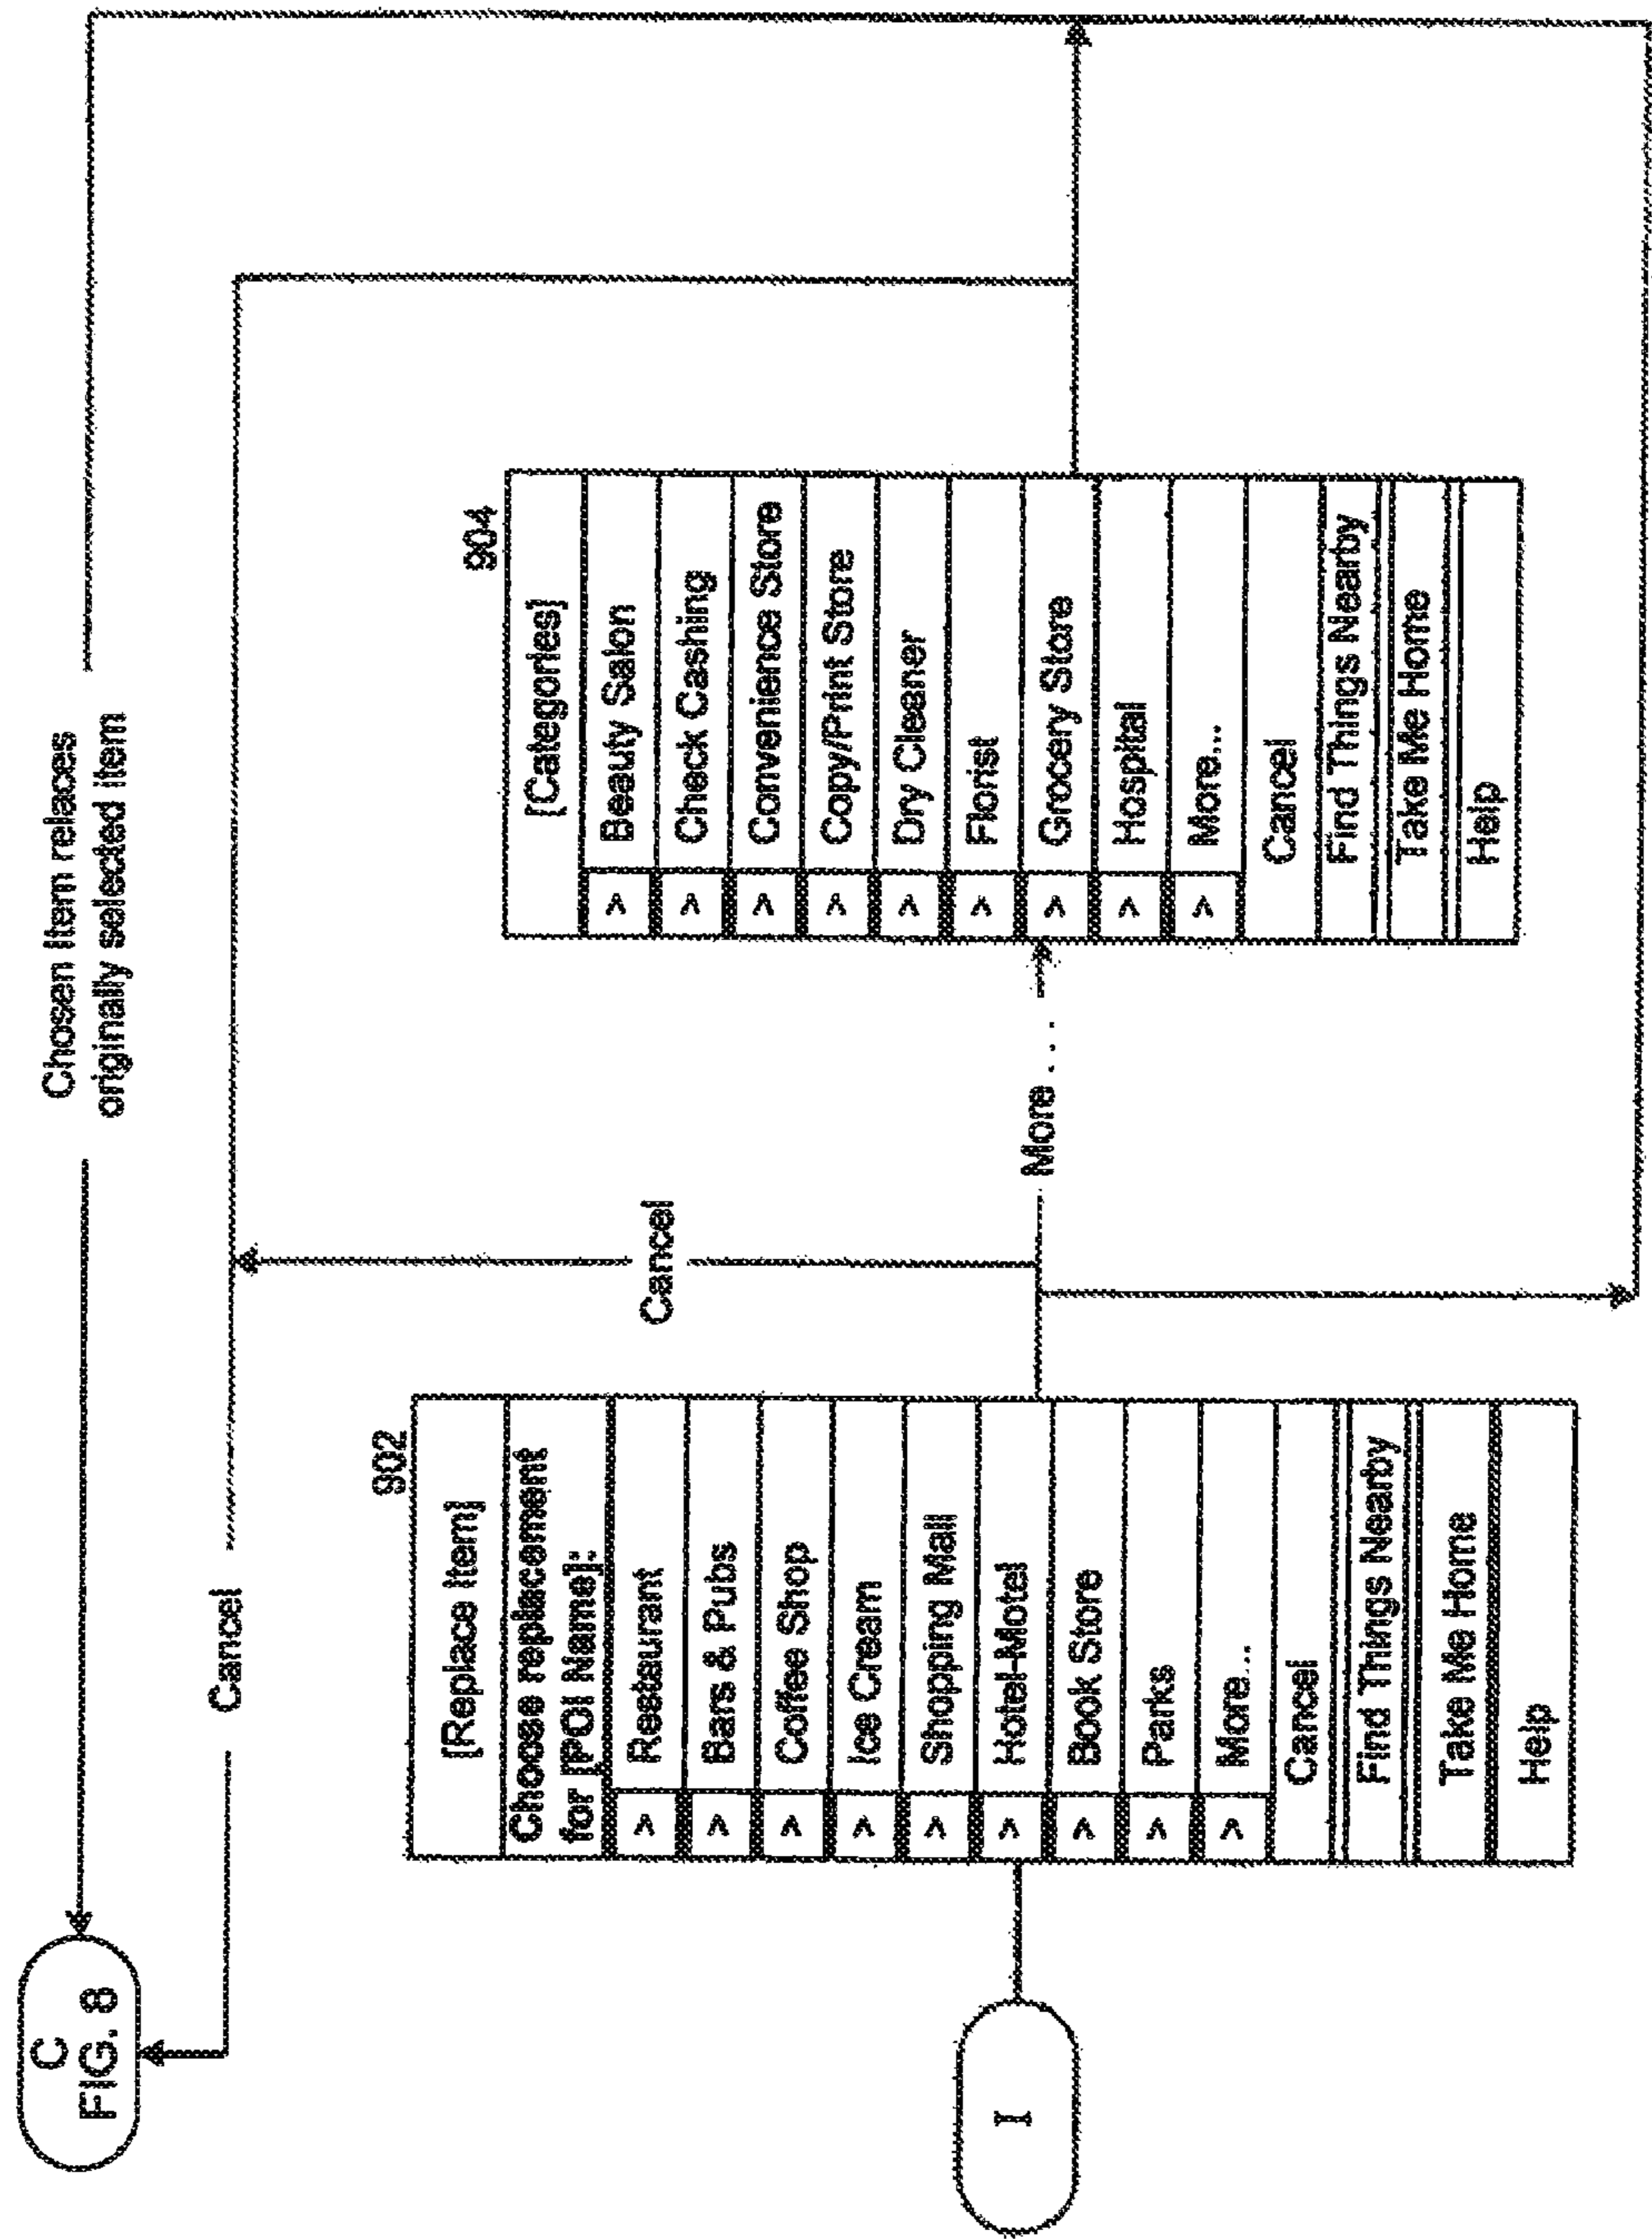 C
FIG. 8
Chosen Item relaces
originally selected item
Cancel
Cancel
I
902
[Replace Item]
Choose replacement
for [POI Name]:
^ Restaurant
^ Bars & Pubs
^ Coffee Shop
^ Ice Cream
^ Shopping Mall
^ Hotel-Motel
^ Book Store
^ Parks
^ More...
Cancel
Find Things Nearby
Take Me Home
Help
More . . .
904
[Categories]
^ Beauty Salon
^ Check Cashing
^ Convenience Store
^ Copy/Print Store
^ Dry Cleaner
^ Florist
^ Grocery Store
^ Hospital
^ More...
Cancel
Find Things Nearby
Take Me Home
Help